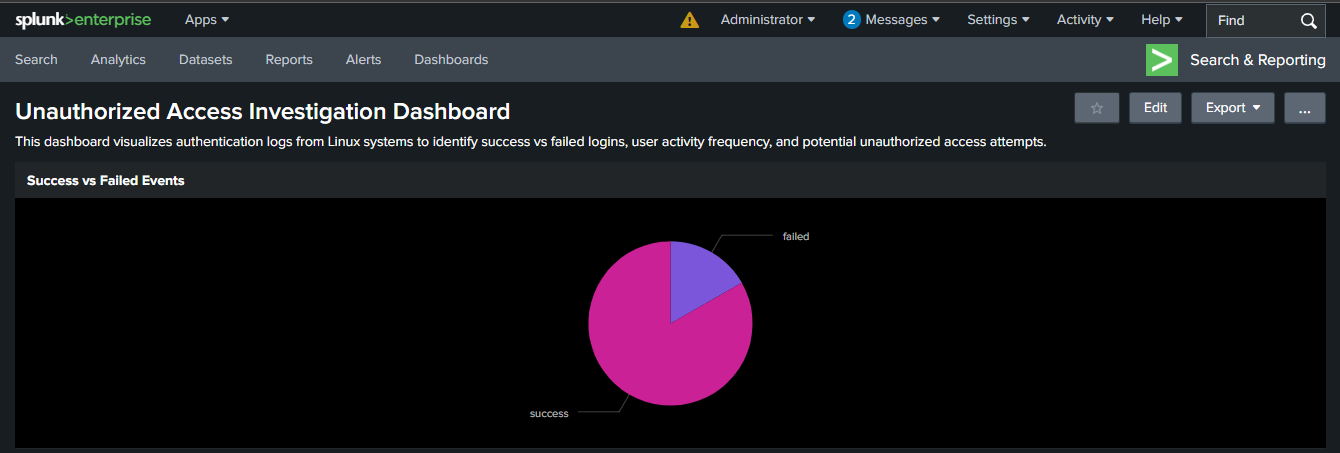 splunk>enterprise Apps Administrator 2 Messages Settings Activity Help Find
Search Analytics Datasets Reports Alerts Dashboards > Search & Reporting
Unauthorized Access Investigation Dashboard Edit Export ...
This dashboard visualizes authentication logs from Linux systems to identify success vs failed logins, user activity frequency, and potential unauthorized access attempts.
Success vs Failed Events
failed
success